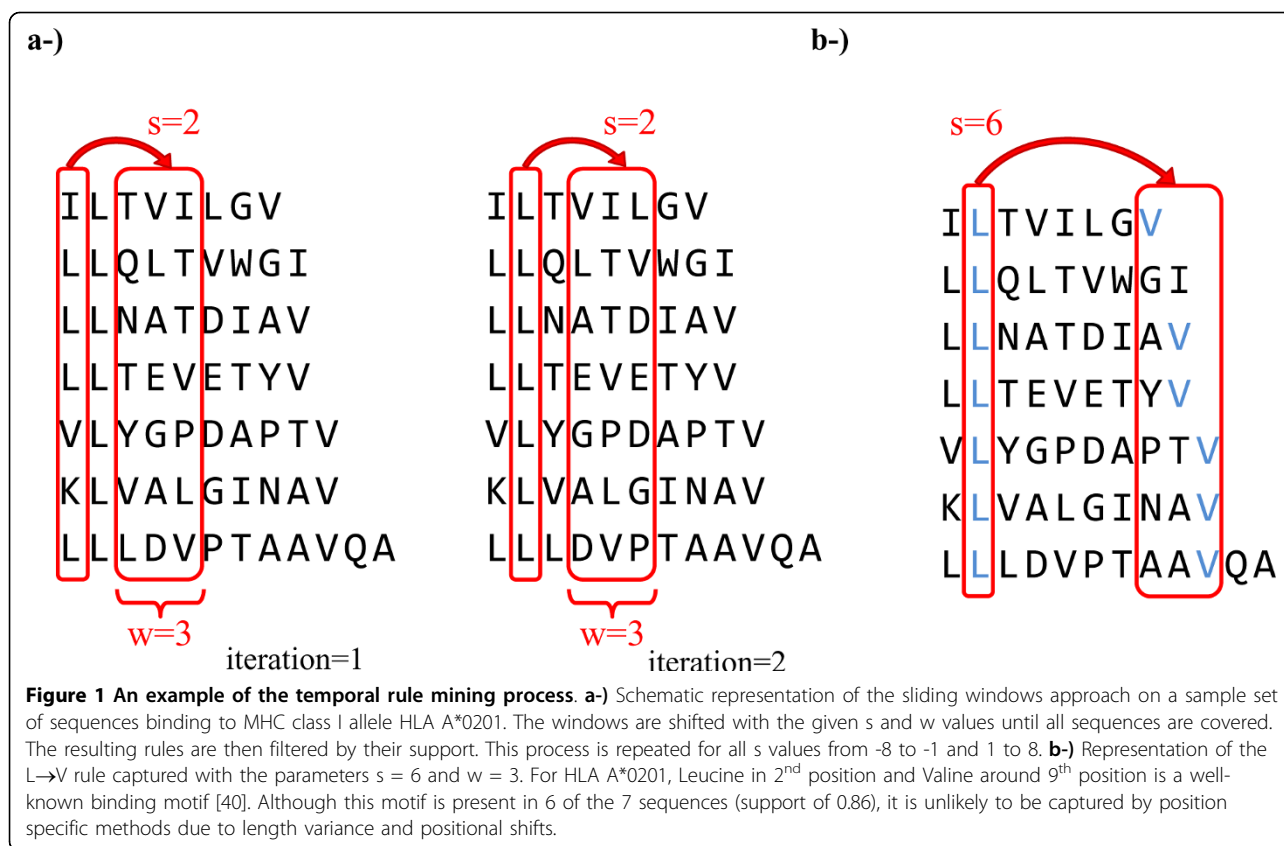 a-)
b-)
s=2
s=2
s=6
ILTVILGV
LLQLTVWGI
LLNATDIAV
LLTEVETYV
VLYGPDAPTV
KLVALGINAV
LLLDVPTAAVQA
w=3
iteration=1
ILTVILGV
LLQLTVWGI
LLNATDIAV
LLTEVETYV
VLYGPDAPTV
KLVALGINAV
LLLDVPTAAVQA
w=3
iteration=2
ILTVILGV
LLQLTVWGI
LLNATDIAV
LLTEVETYV
VLYGPDAPTV
KLVALGINAV
LLLDVPTAAVQA
Figure 1 An example of the temporal rule mining process. a-) Schematic representation of the sliding windows approach on a sample set
of sequences binding to MHC class I allele HLA A*0201. The windows are shifted with the given s and w values until all sequences are covered.
The resulting rules are then filtered by their support. This process is repeated for all s values from -8 to -1 and 1 to 8. b-) Representation of the
L→V rule captured with the parameters s = 6 and w = 3. For HLA A*0201, Leucine in 2nd position and Valine around 9th position is a well-
known binding motif [40]. Although this motif is present in 6 of the 7 sequences (support of 0.86), it is unlikely to be captured by position
specific methods due to length variance and positional shifts.